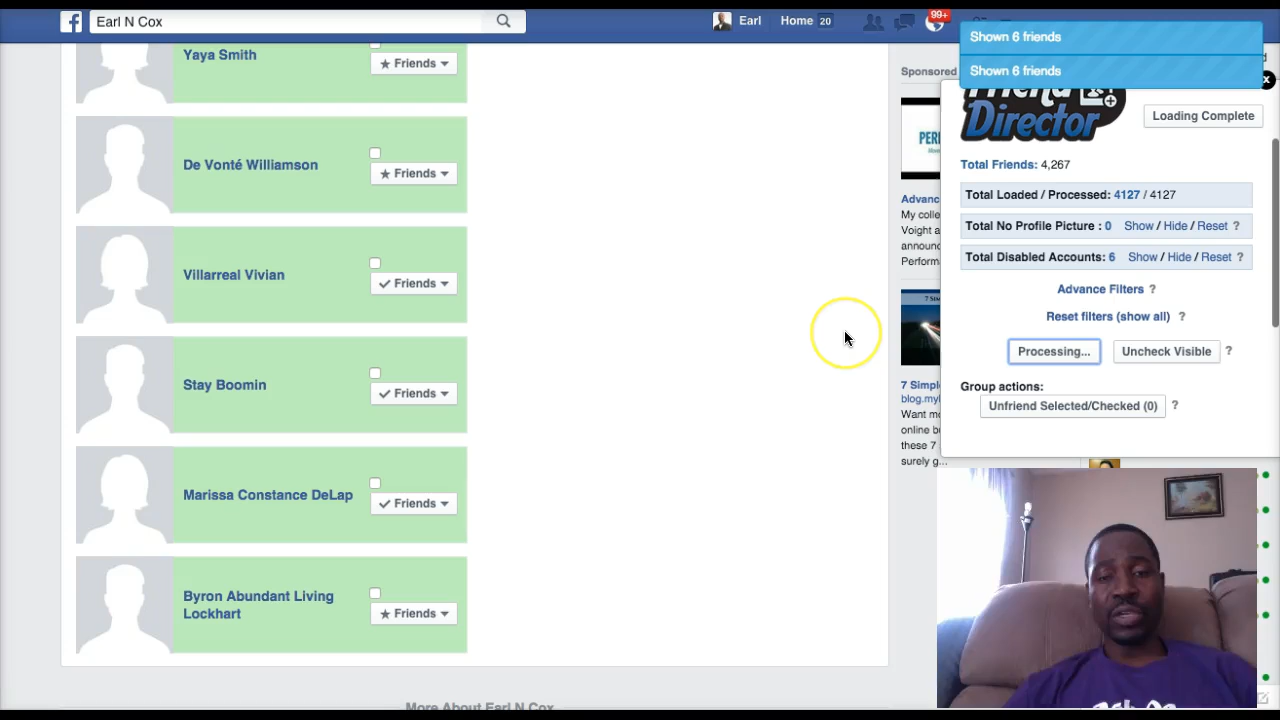 Earl N Cox
Earl
Home 20
99+
Shown 6 friends
Shown 6 friends
Yaya Smith
Friends
De Vonté Williamson
Friends
Villarreal Vivian
Friends
Stay Boomin
Friends
Marissa Constance DeLap
Friends
Byron Abundant Living
Lockhart
Friends
More About Earl N Cox
Sponsored
Advanc
My colle
Voight a
announc
Performa
7 Simpl
blog.myl
Want mo
online bu
these 7
surely g...
x
Friend
Director
Loading Complete
Total Friends: 4,267
Total Loaded / Processed: 4127 / 4127
Total No Profile Picture : 0 Show / Hide / Reset ?
Total Disabled Accounts: 6 Show / Hide / Reset ?
Advance Filters ?
Reset filters (show all) ?
Processing... Uncheck Visible ?
Group actions:
Unfriend Selected/Checked (0) ?